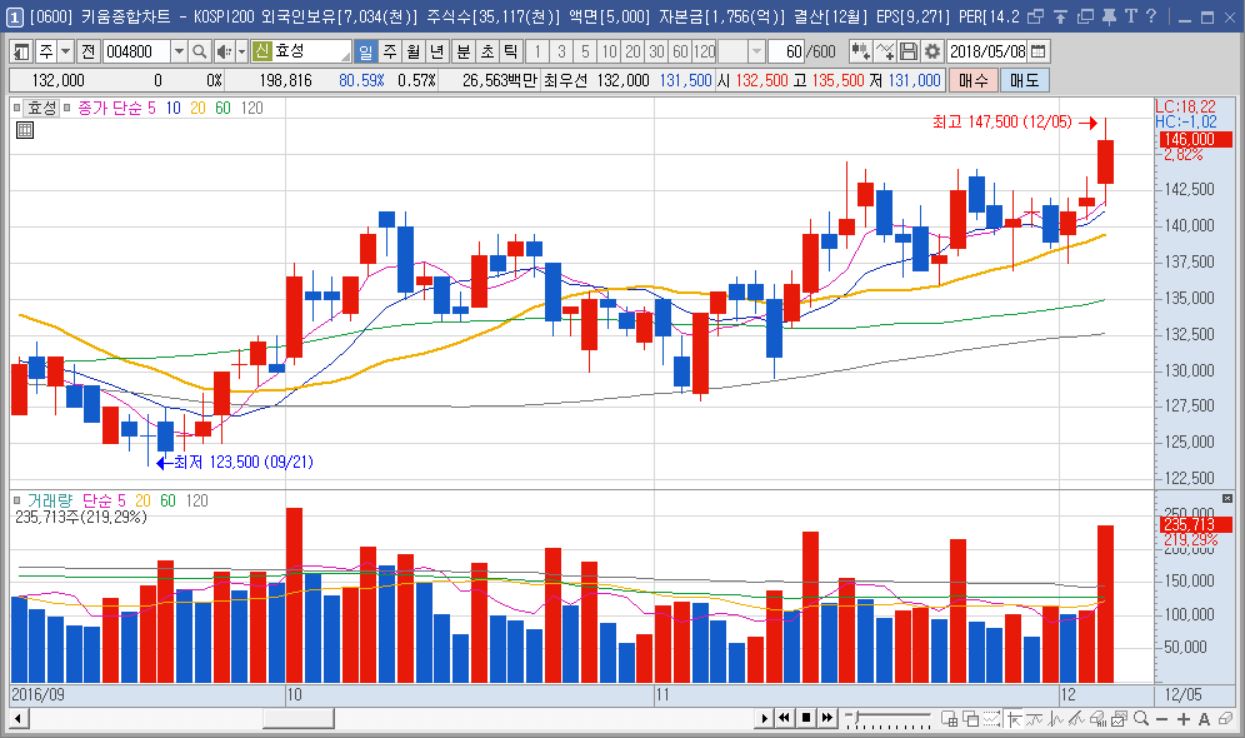 1 [0600] 키움종합차트 - KOSPI200 외국인보유[7,034(천)] 주식수[35,117(천)] 액면[5,000] 자본금[1,756(억)] 결산[12월] EPS[9,271] PER[14.2
주 전 004800 신 효성 일 주 월 년 분 초 틱 1 3 5 10 20 30 60 120 60 /600 2018/05/08
132,000 0 0% 198,816 80.59% 0.57% 26,563백만 최우선 132,000 131,500 시 132,500 고 135,500 저 131,000 매수 매도
효성 종가 단순 5 10 20 60 120
LC:18.22
최고 147,500 (12/05)
HC:-1.02
146,000
2.82%
142,500
140,000
137,500
135,000
132,500
130,000
127,500
125,000
최저 123,500 (09/21)
122,500
거래량 단순 5 20 60 120
235,713주(219.29%)
250,000
235,713
219.29%
200,000
150,000
100,000
50,000
2016/09 10 11 12 12/05